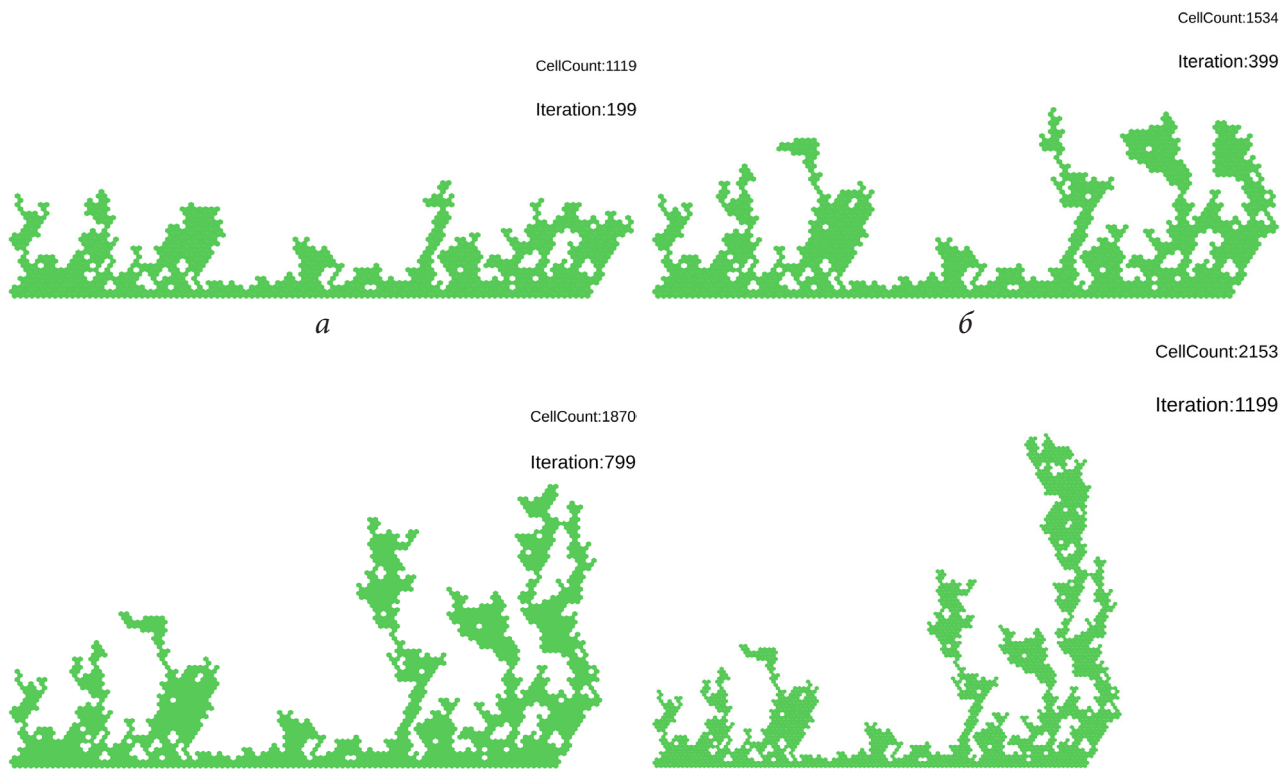 CellCount:1119
Iteration:199
CellCount:1534
Iteration:399
а
б
CellCount:1870
Iteration:799
CellCount:2153
Iteration:1199